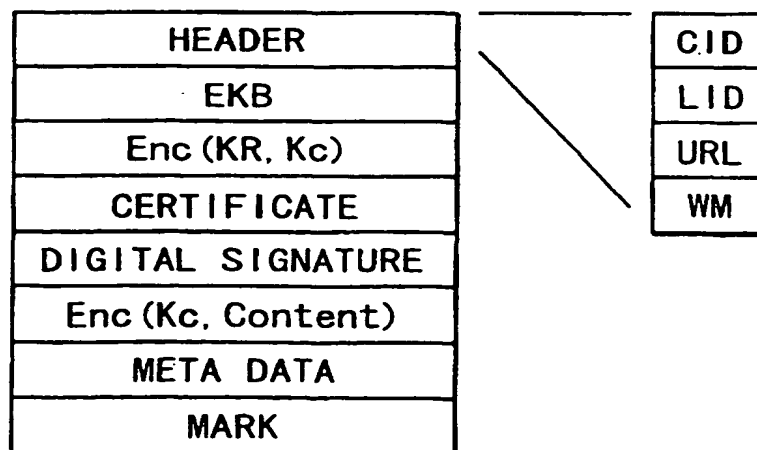 HEADER
EKB
Enc (KR, Kc)
CERTIFICATE
DIGITAL SIGNATURE
Enc (Kc, Content)
META DATA
MARK
CID
LID
URL
WM